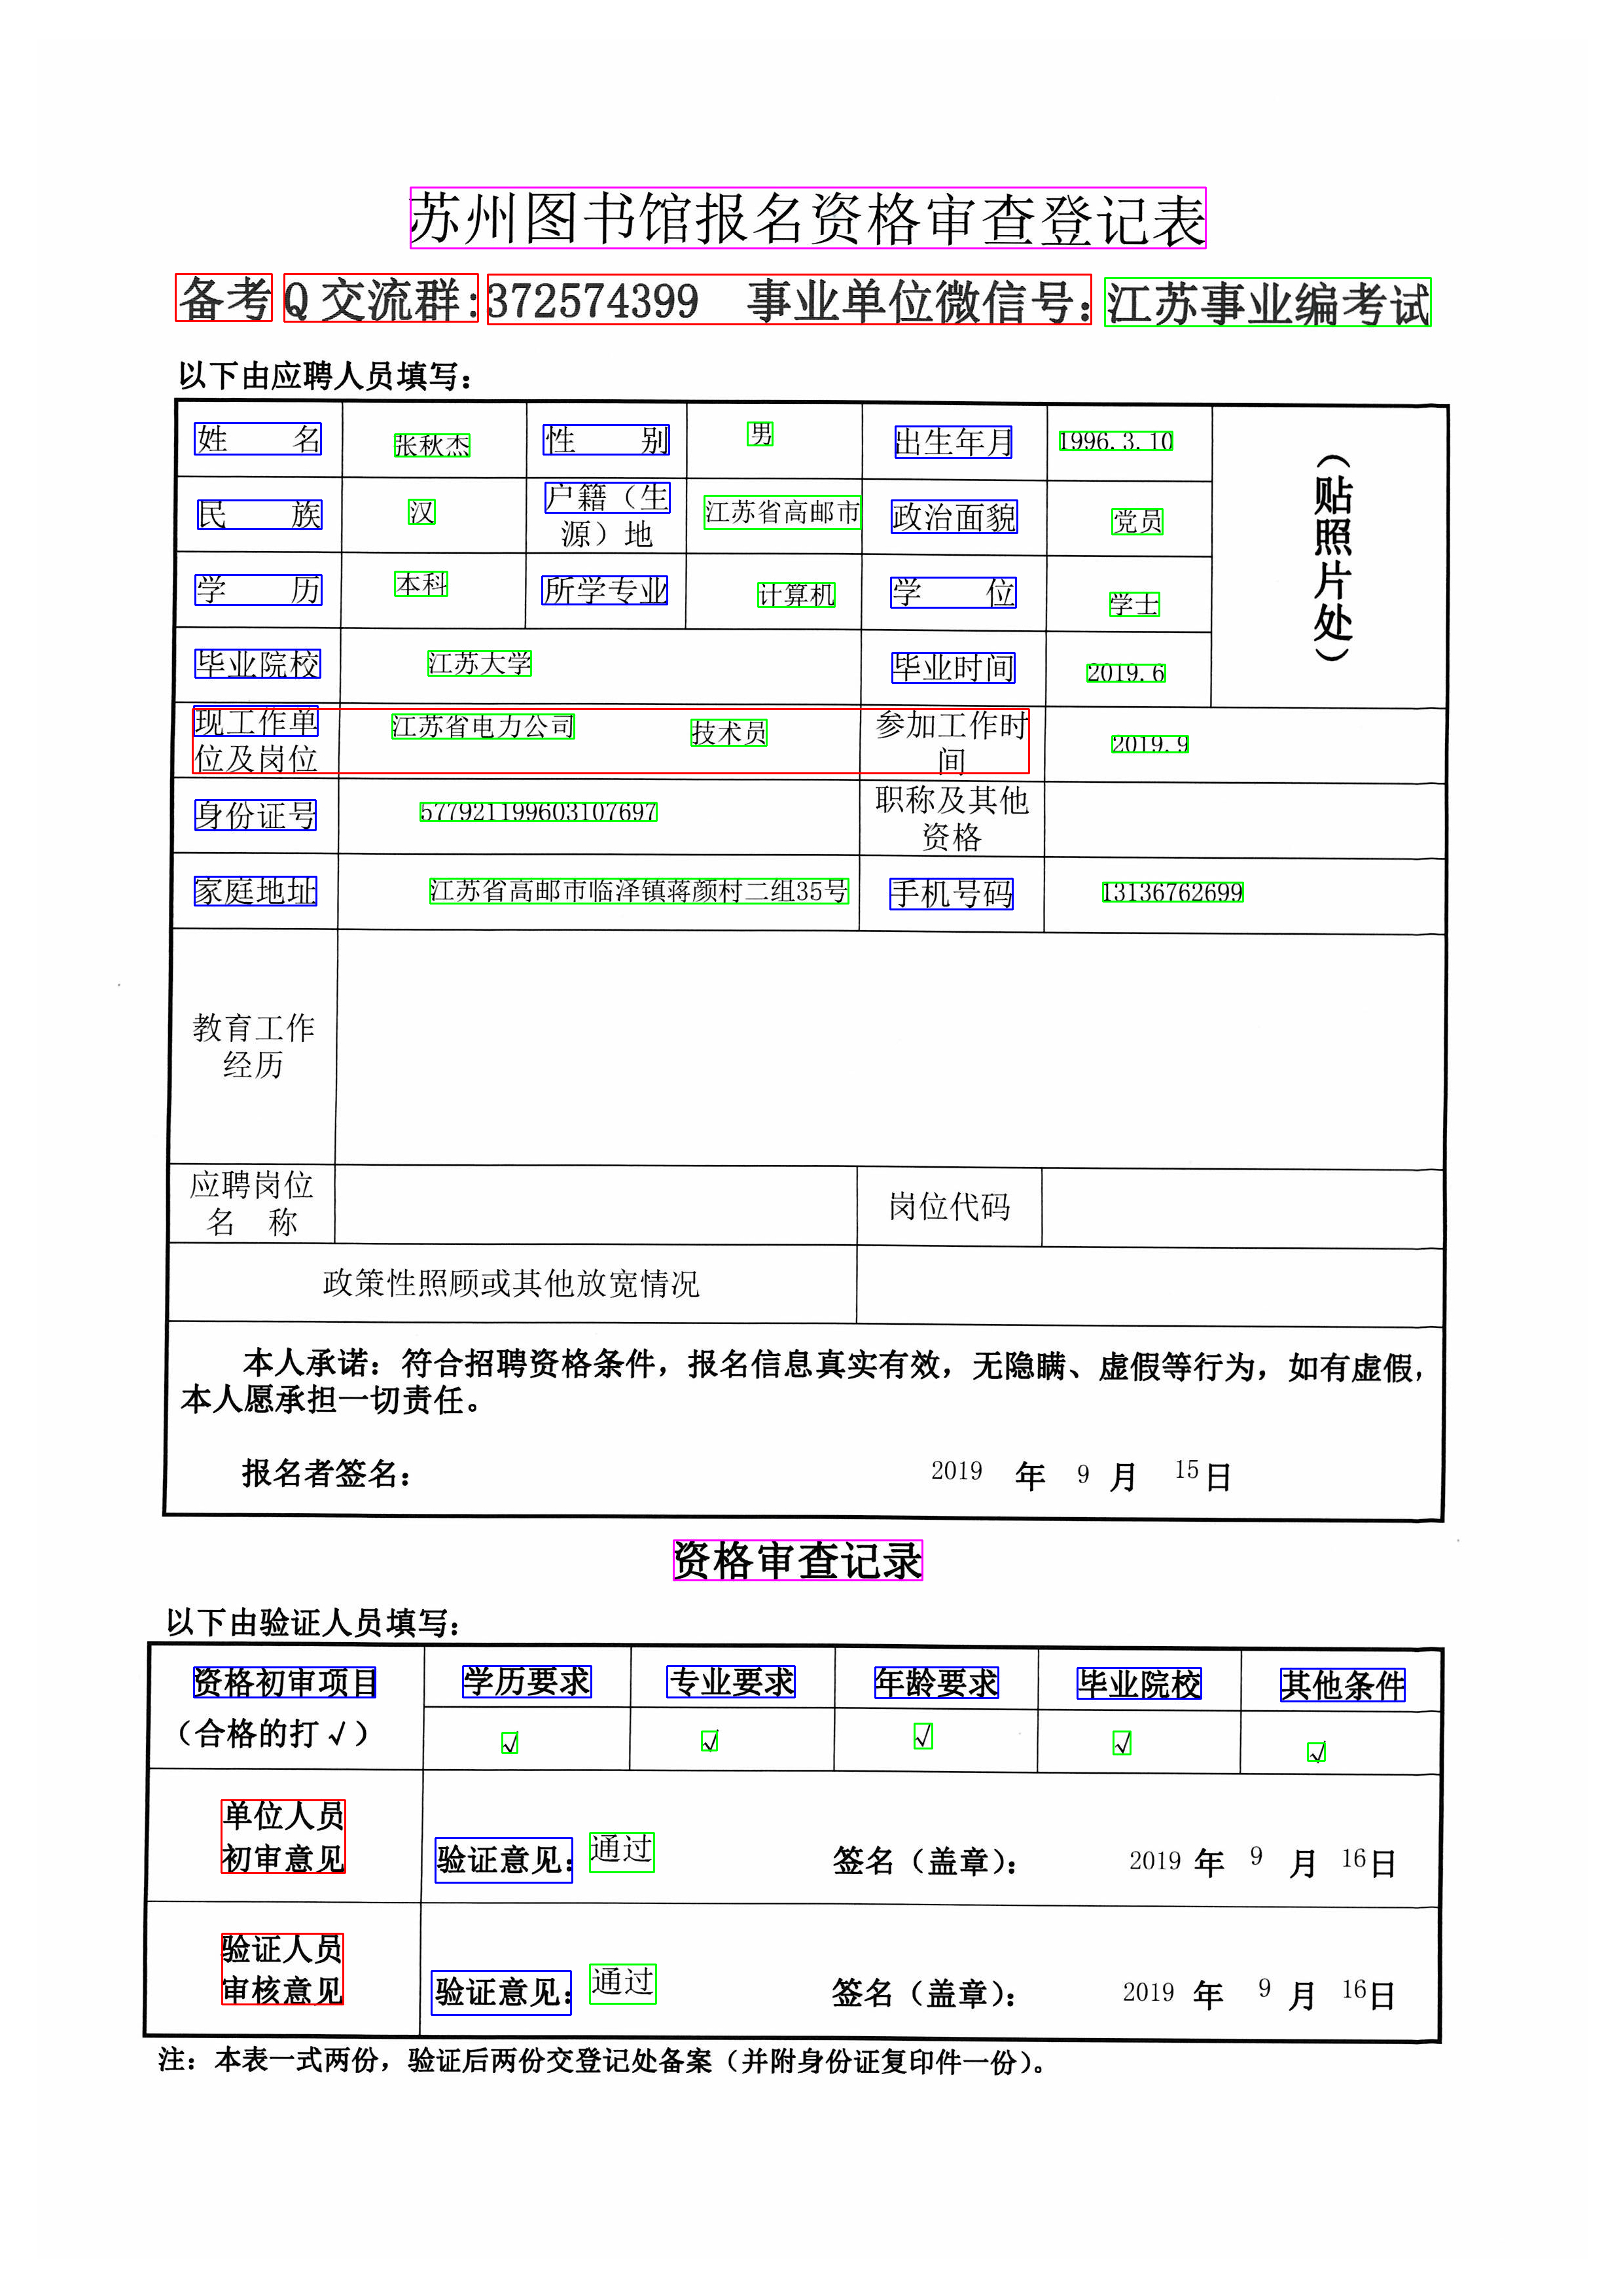 苏州图书馆报名资格审查登记表
备考 Q 交流群：372574399 事业单位微信号：江苏事业编考试
以下由应聘人员填写：
姓 名 张秋杰 性 别 男 出生年月 1996.3.10
（贴照片处）
民 族 汉 户籍（生源）地 江苏省高邮市 政治面貌 党员
学 历 本科 所学专业 计算机 学 位 学士
毕业院校 江苏大学 毕业时间 2019.6
现工作单位及岗位 江苏省电力公司 技术员 参加工作时间 2019.9
身份证号 577921199603107697 职称及其他资格
家庭地址 江苏省高邮市临泽镇蒋颜村二组35号 手机号码 13136762699
教育工作经历
应聘岗位名 称 岗位代码
政策性照顾或其他放宽情况
本人承诺：符合招聘资格条件，报名信息真实有效，无隐瞒、虚假等行为，如有虚假，
本人愿承担一切责任。
报名者签名： 2019 年 9 月 15日
资格审查记录
以下由验证人员填写：
资格初审项目 学历要求 专业要求 年龄要求 毕业院校 其他条件
（合格的打√） √ √ √ √ √
单位人员初审意见 验证意见：通过 签名（盖章）： 2019 年 9 月 16日
验证人员审核意见 验证意见：通过 签名（盖章）： 2019 年 9 月 16日
注：本表一式两份，验证后两份交登记处备案（并附身份证复印件一份）。